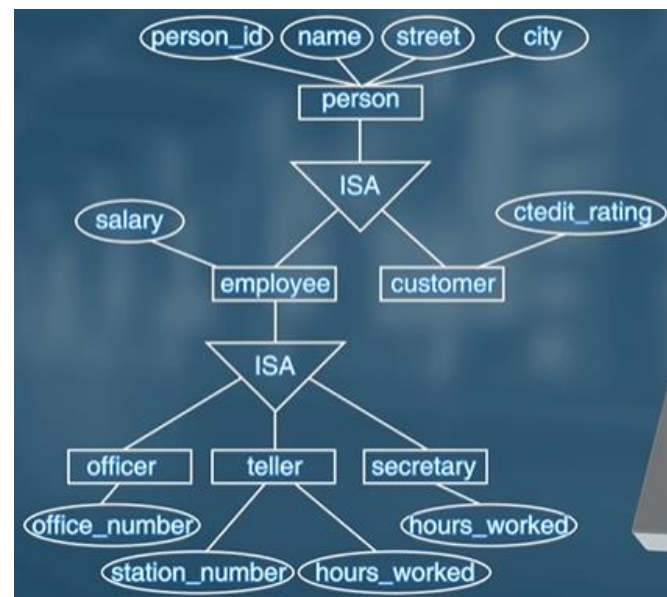 person_id name street city
person
ISA
salary
ctedit_rating
employee customer
ISA
officer teller secretary
office_number hours_worked
station_number hours_worked